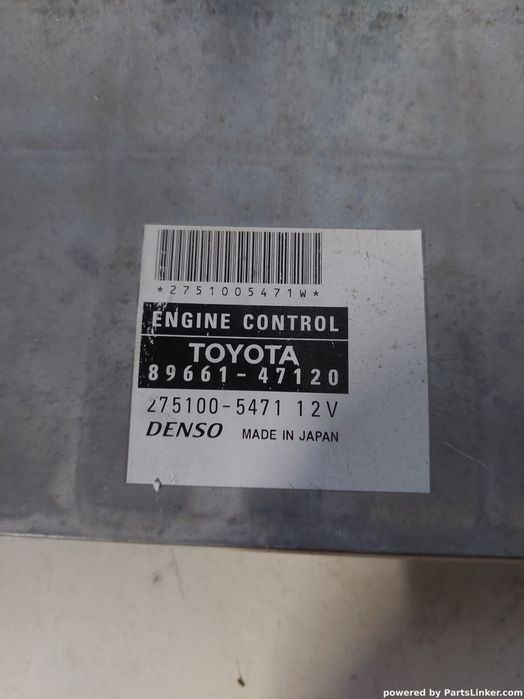 *2751005471W*
ENGINE CONTROL
TOYOTA
89661-47120
275100-5471 12V
DENSO MADE IN JAPAN
powered by PartsLinker.com